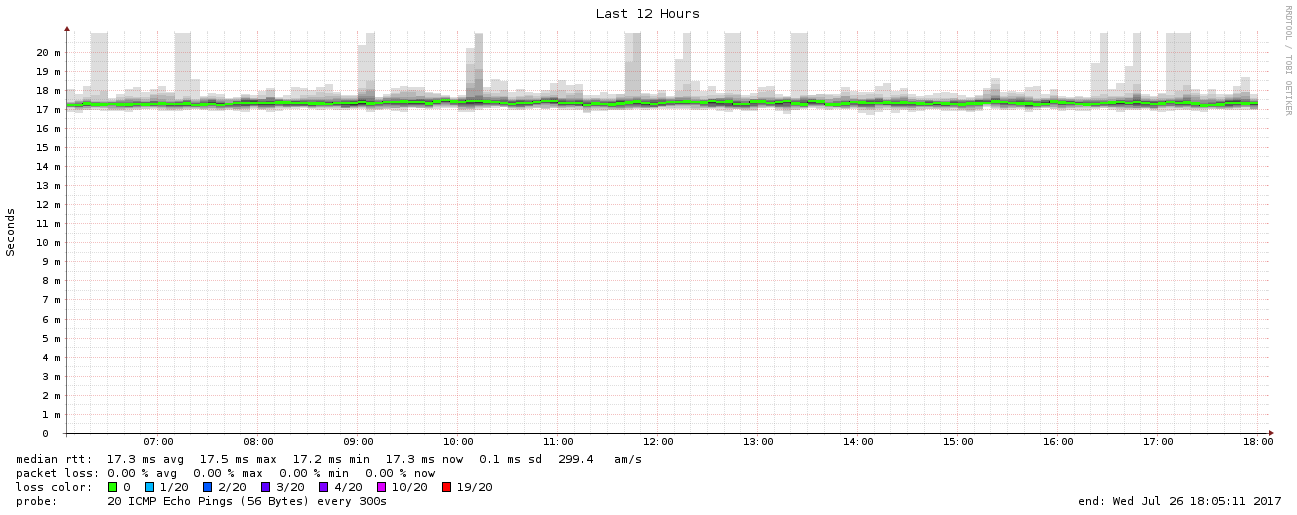 Last 12 Hours
RRDTOOL / TOBI OETIKER
Seconds
20 m
19 m
18 m
17 m
16 m
15 m
14 m
13 m
12 m
11 m
10 m
9 m
8 m
7 m
6 m
5 m
4 m
3 m
2 m
1 m
0
07:00 08:00 09:00 10:00 11:00 12:00 13:00 14:00 15:00 16:00 17:00 18:00
median rtt: 17.3 ms avg 17.5 ms max 17.2 ms min 17.3 ms now 0.1 ms sd 299.4 am/s
packet loss: 0.00 % avg 0.00 % max 0.00 % min 0.00 % now
loss color: 0 1/20 2/20 3/20 4/20 10/20 19/20
probe: 20 ICMP Echo Pings (56 Bytes) every 300s end: Wed Jul 26 18:05:11 2017